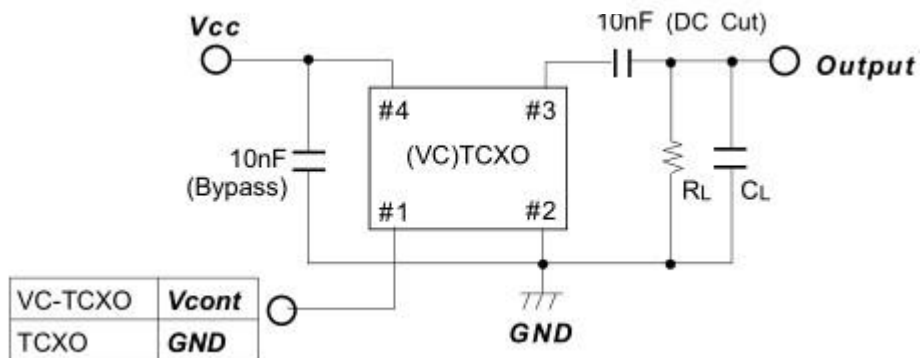 10nF (DC Cut)
Vcc
Output
#4
#3
10nF
(Bypass)
(VC)TCXO
RL
CL
#1
#2
VC-TCXO Vcont
TCXO GND
GND